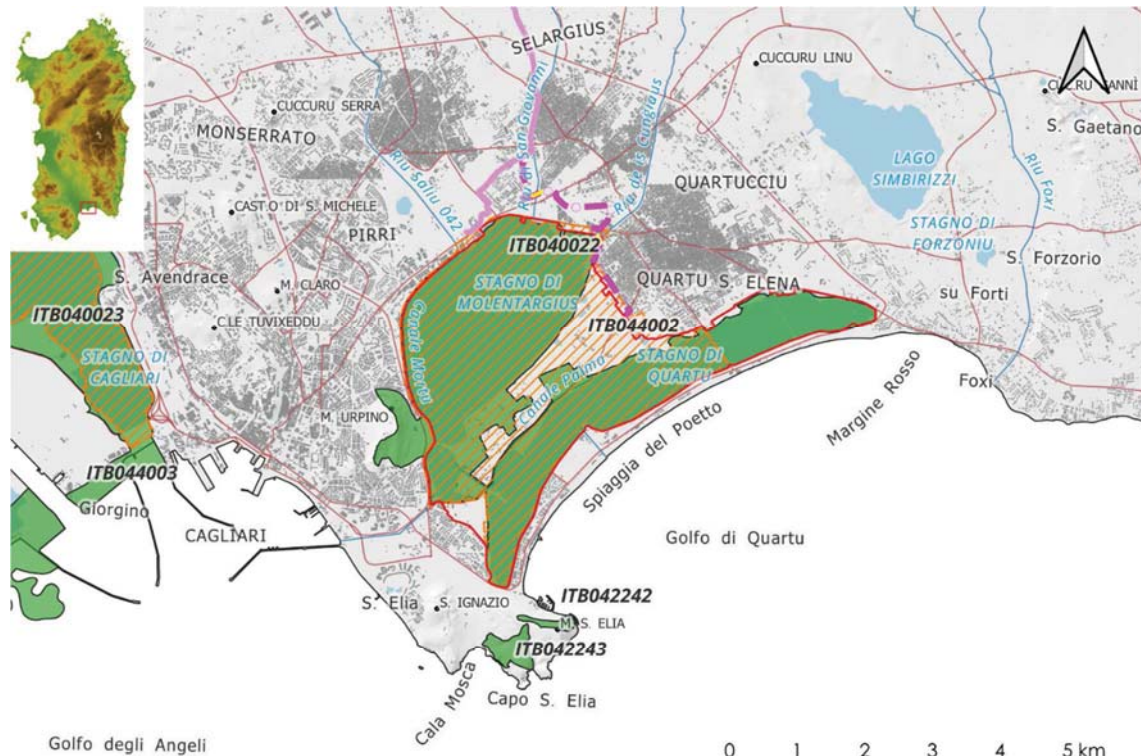 SELARGIUS
CUCCURU LINU
CUCCURU SERRA
S. Gaetano
MONSERRATO
Riu di San Giovanni
Riu de is Cungiaus
Riu Saliu 042
LAGO
SIMBIRIZZI
Riu Foxi
QUARTUCCIU
CAST.O DI S. MICHELE
PIRRI
STAGNO DI
FORZONIU
ITB040022
S. Forzorio
S. Avendrace
M. CLARO
STAGNO DI
MOLENTARGIUS
QUARTU S. ELENA
su Forti
ITB040023
C.LE TUVIXEDDU
ITB044002
STAGNO DI
CAGLIARI
Canale Mortu
Canale Palma
STAGNO DI
QUARTU
Foxi
Margine Rosso
M. URPINO
Spiaggia del Poetto
ITB044003
Giorgino
CAGLIARI
Golfo di Quartu
S. Elia
S. IGNAZIO
ITB042242
M. S. ELIA
ITB042243
Cala Mosca
Capo S. Elia
Golfo degli Angeli
0 1 2 3 4 5 km